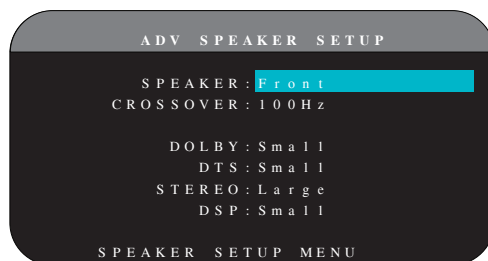 ADV SPEAKER SETUP
SPEAKER: Front
CROSSOVER: 100Hz
DOLBY: Small
DTS: Small
STEREO: Large
DSP: Small
SPEAKER SETUP MENU